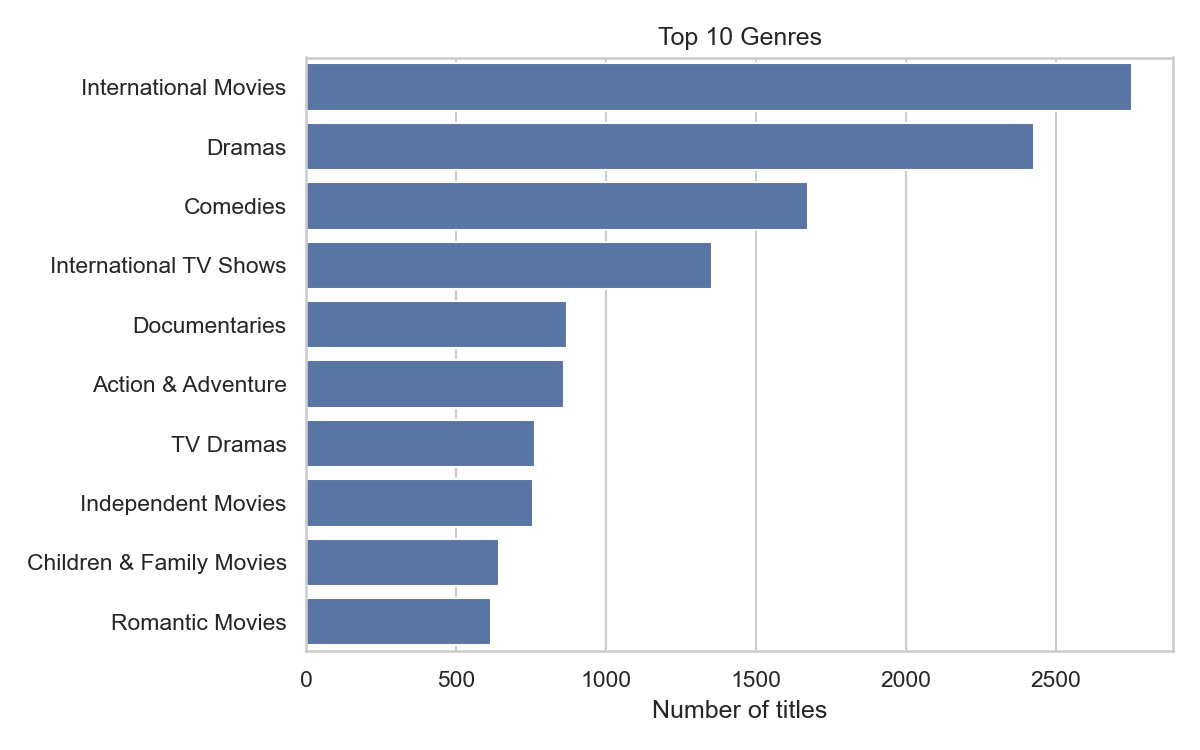 Top 10 Genres
International Movies
Dramas
Comedies
International TV Shows
Documentaries
Action & Adventure
TV Dramas
Independent Movies
Children & Family Movies
Romantic Movies
0 500 1000 1500 2000 2500
Number of titles